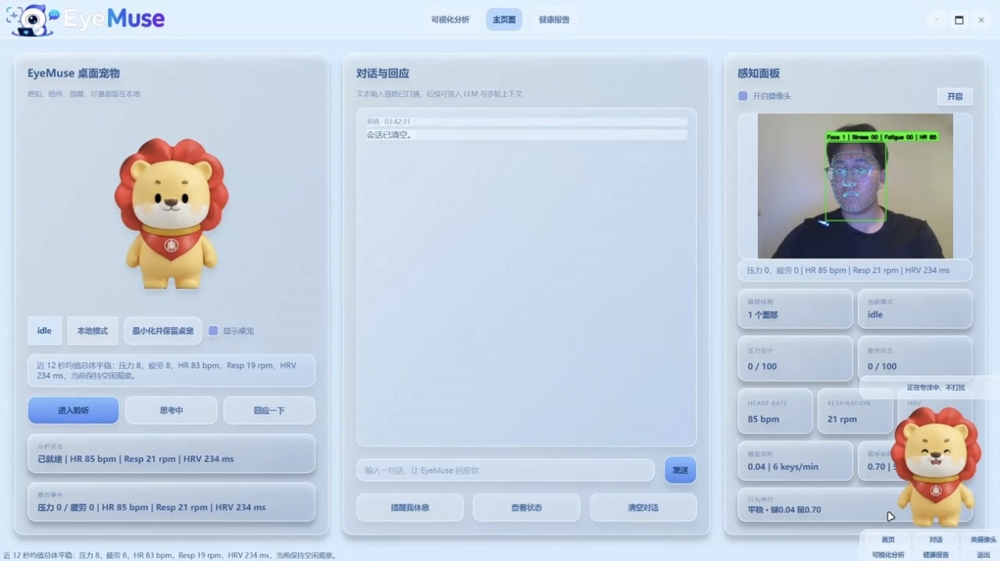 EyeMuse
可视化分析
主页面
健康报告
EyeMuse 桌面宠物
感知、陪伴、提醒，尽量都留在本地
idle
本地模式
最小化并保留桌宠
显示桌宠
近 12 秒均值总体平稳：压力 8，疲劳 8，HR 83 bpm，Resp 19 rpm，HRV
234 ms，当前保持空闲观察。
进入聆听
思考中
回应一下
分析状态
已就绪 | HR 85 bpm | Resp 21 rpm | HRV 234 ms
最近事件
压力 0 / 疲劳 0 | HR 85 bpm | Resp 21 rpm | HRV 234 ms
近 12 秒均值总体平稳：压力 8，疲劳 8，HR 83 bpm，Resp 19 rpm，HRV 234 ms，当前保持空闲观察。
对话与回应
文本输入链路已打通，后续可接入 LLM 与多轮上下文
系统 · 03:42:31
会话已清空。
输入一句话，让 EyeMuse 回应你
发送
提醒我休息
查看状态
清空对话
感知面板
开启摄像头
开启
Face 1 | Stress 00 | Fatigue 00 | HR 85
压力 0，疲劳 0 | HR 85 bpm | Resp 21 rpm | HRV 234 ms
面部检测
1 个面部
当前模式
idle
压力估计
0 / 100
疲劳状态
0 / 100
正在专注中，不打扰
HEART RATE
85 bpm
RESPIRATION
21 rpm
HRV
键盘活跃
0.04 | 6 keys/min
鼠标活跃
0.70 |
行为序列
平稳 • 键0.04 鼠0.70
首页
对话
关摄像头
可视化分析
健康报告
退出